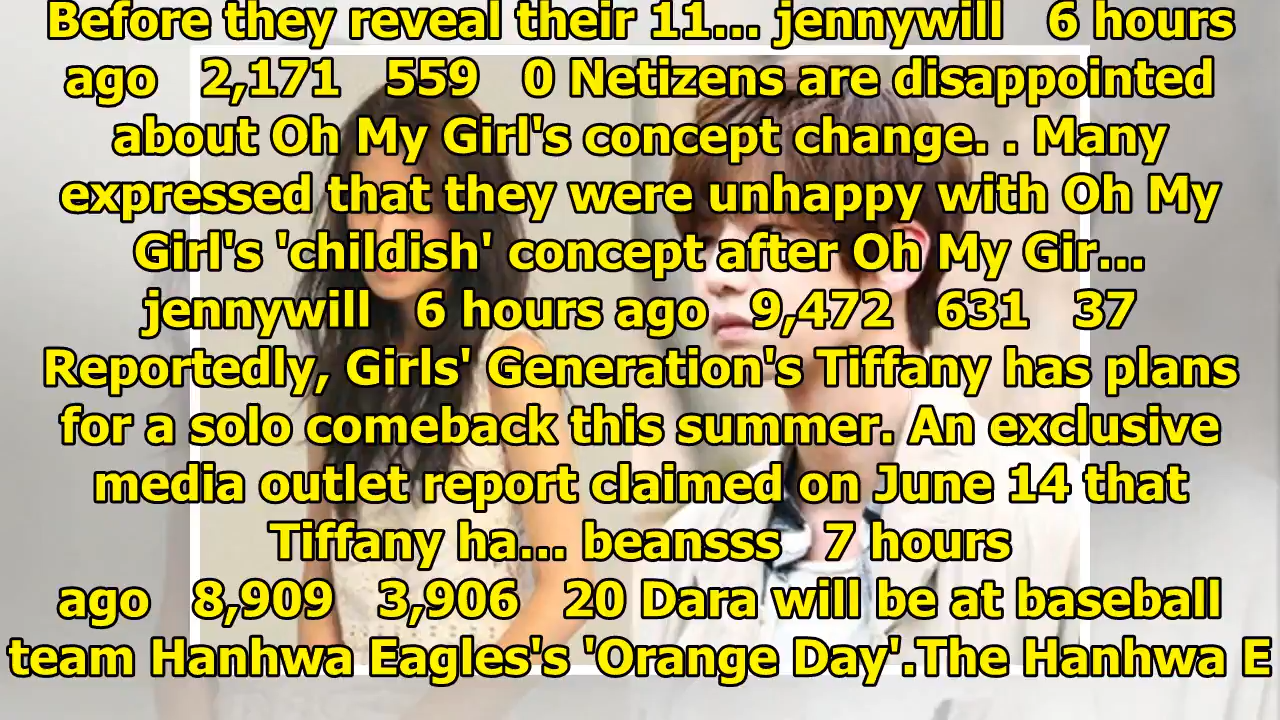 Before they reveal their 11... jennywill 6 hours
ago 2,171 559 0 Netizens are disappointed
about Oh My Girl's concept change. . Many
expressed that they were unhappy with Oh My
Girl's 'childish' concept after Oh My Gir...
jennywill 6 hours ago 9,472 631 37
Reportedly, Girls' Generation's Tiffany has plans
for a solo comeback this summer. An exclusive
media outlet report claimed on June 14 that
Tiffany ha... beansss 7 hours
ago 8,909 3,906 20 Dara will be at baseball
team Hanhwa Eagles's 'Orange Day'.The Hanhwa E